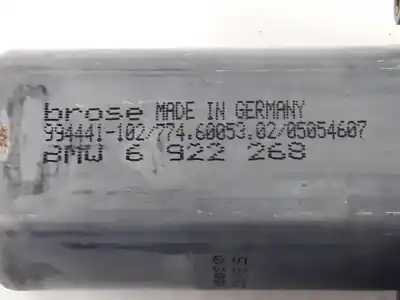 brose MADE IN GERMANY
994441-102/774.60053.02/05054607
BMW 6 922 268